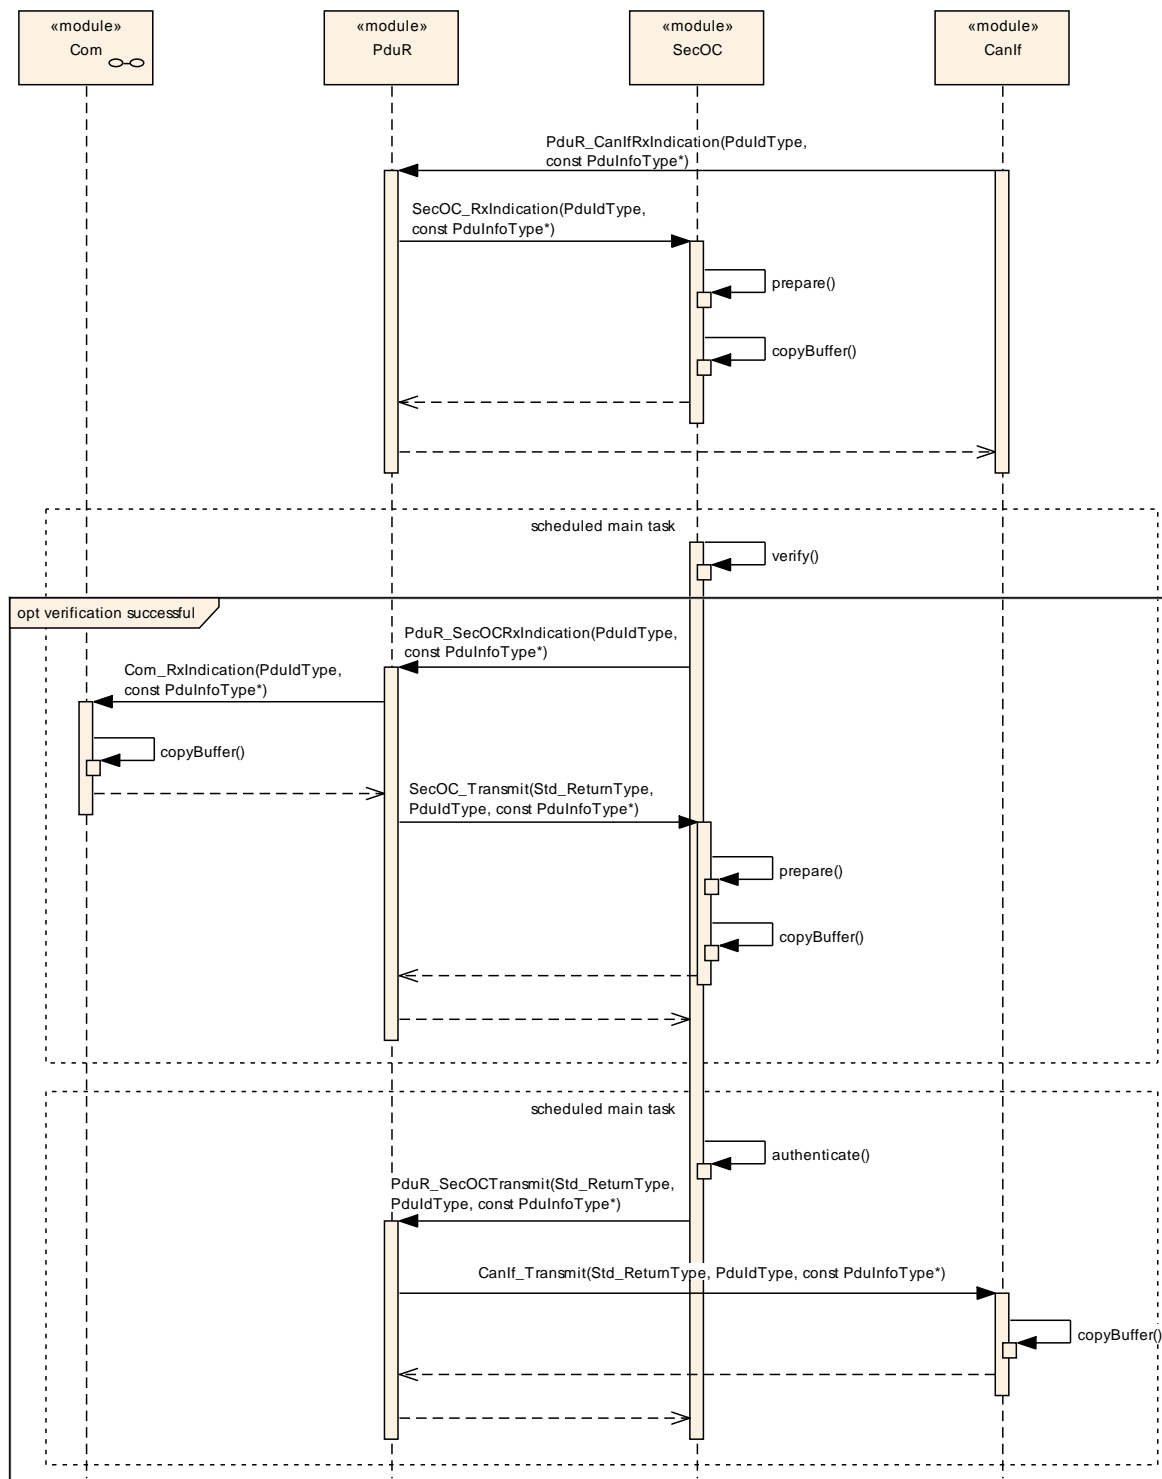 «module»
Com
«module»
PduR
«module»
SecOC
«module»
CanIf
PduR_CanIfRxIndication(PduIdType,
const PduInfoType*)
SecOC_RxIndication(PduIdType,
const PduInfoType*)
prepare()
copyBuffer()
scheduled main task
verify()
opt verification successful
PduR_SecOCRxIndication(PduIdType,
const PduInfoType*)
Com_RxIndication(PduIdType,
const PduInfoType*)
copyBuffer()
SecOC_Transmit(Std_ReturnType,
PduIdType, const PduInfoType*)
prepare()
copyBuffer()
scheduled main task
authenticate()
PduR_SecOCTransmit(Std_ReturnType,
PduIdType, const PduInfoType*)
CanIf_Transmit(Std_ReturnType, PduIdType, const PduInfoType*)
copyBuffer()